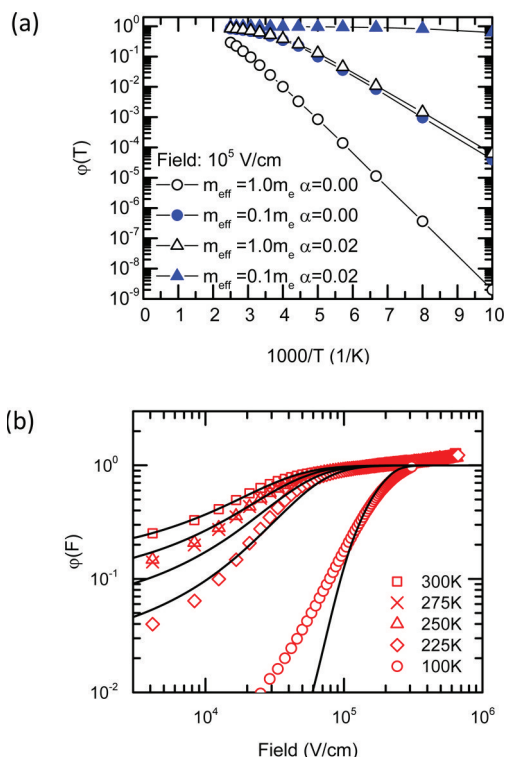 (a)
10⁰
10⁻¹
10⁻²
10⁻³
10⁻⁴
10⁻⁵
10⁻⁶
10⁻⁷
10⁻⁸
10⁻⁹
φ(T)
Field: 10⁵ V/cm
m_eff=1.0m_e α=0.00
m_eff=0.1m_e α=0.00
m_eff=1.0m_e α=0.02
m_eff=0.1m_e α=0.02
0 1 2 3 4 5 6 7 8 9 10
1000/T (1/K)
(b)
10⁰
10⁻¹
10⁻²
φ(F)
300K
275K
250K
225K
100K
10⁴ 10⁵ 10⁶
Field (V/cm)